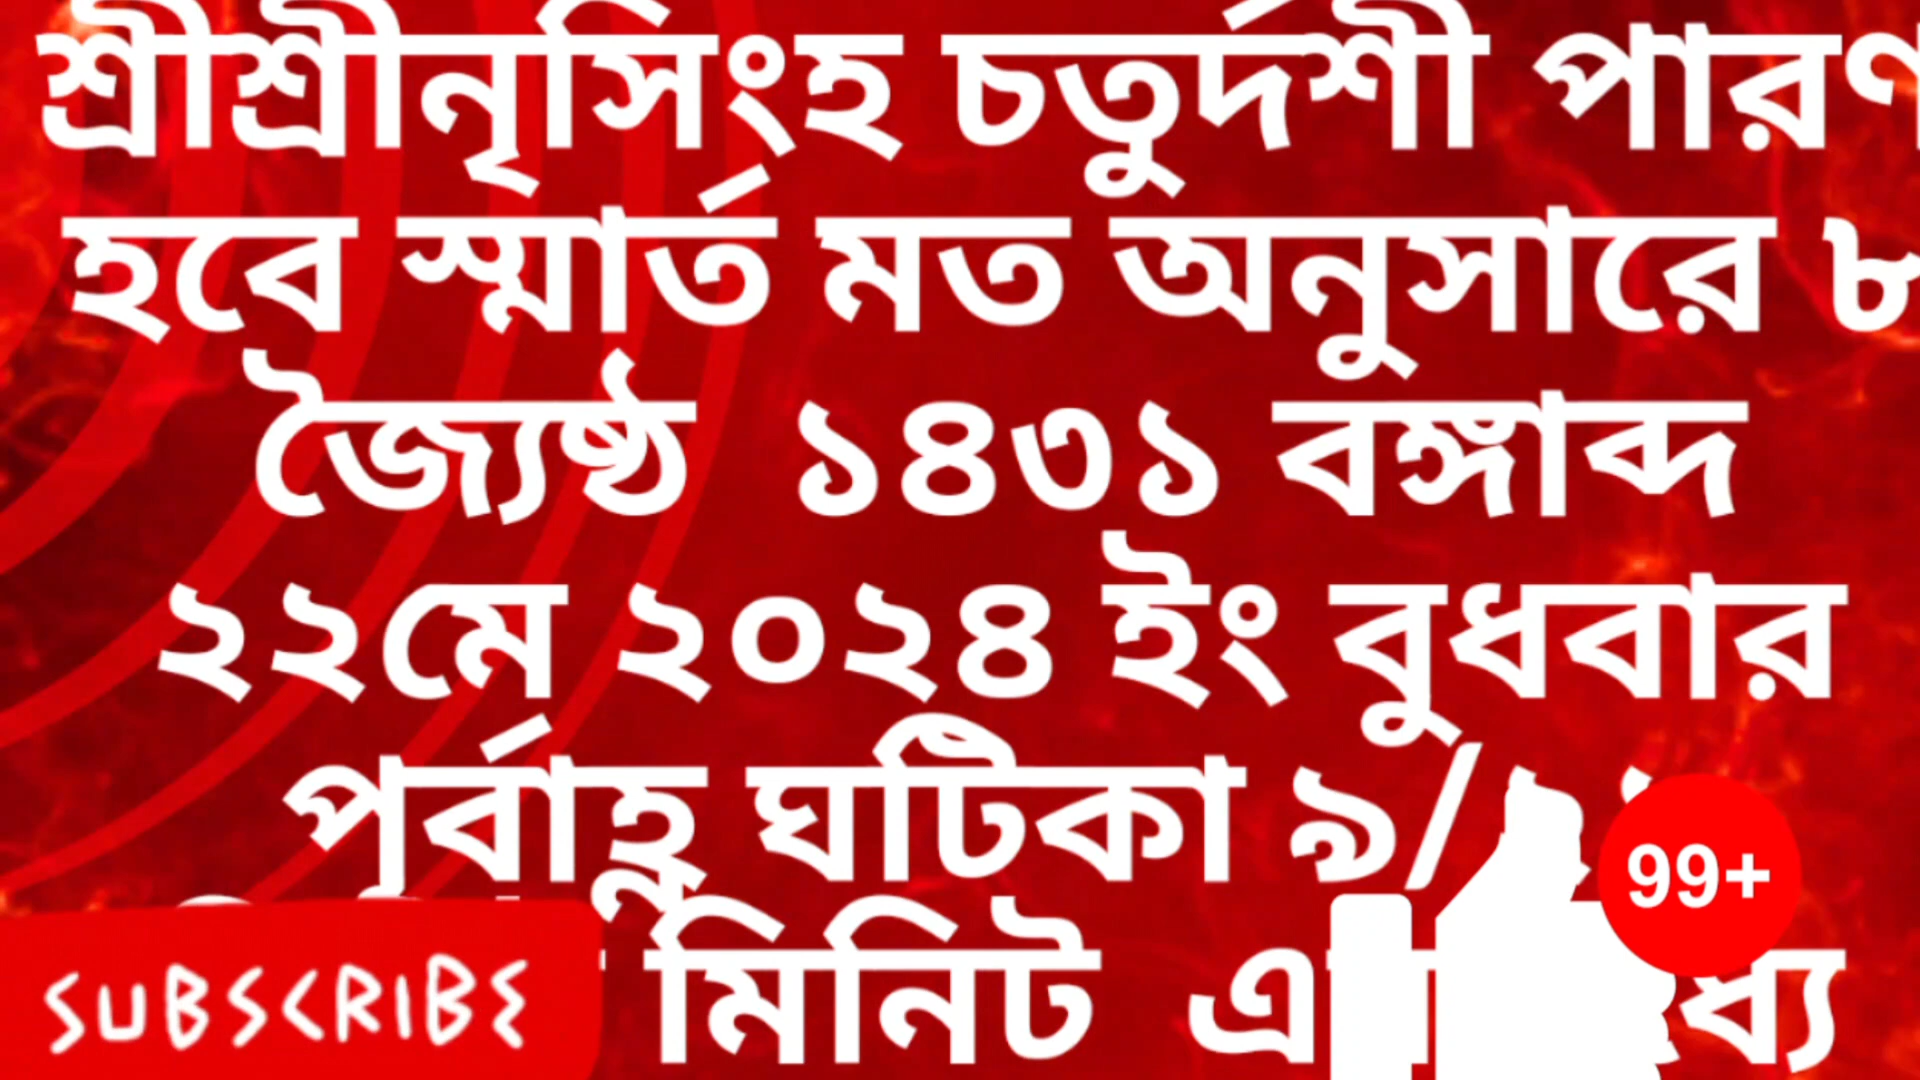 শ্রীশ্রীনৃসিংহ চতুর্দশী পারণ
হবে স্মার্ত মত অনুসারে ৮
জ্যৈষ্ঠ ১৪৩১ বঙ্গাব্দ
২২মে ২০২৪ ইং বুধবার
পূর্বাহ্ণ ঘটিকা ৯/
99+
SUBSCRIBE
মিনিট